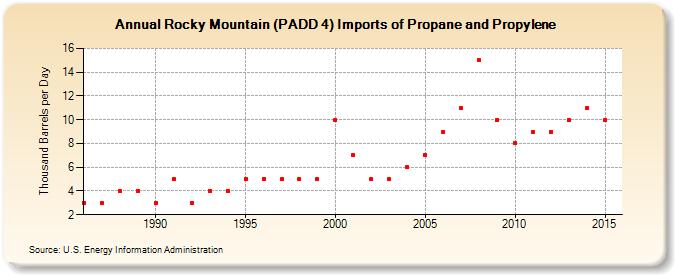 Annual Rocky Mountain (PADD 4) Imports of Propane and Propylene
Thousand Barrels per Day
16
14
12
10
8
6
4
2
1990 1995 2000 2005 2010 2015
Source: U.S. Energy Information Administration